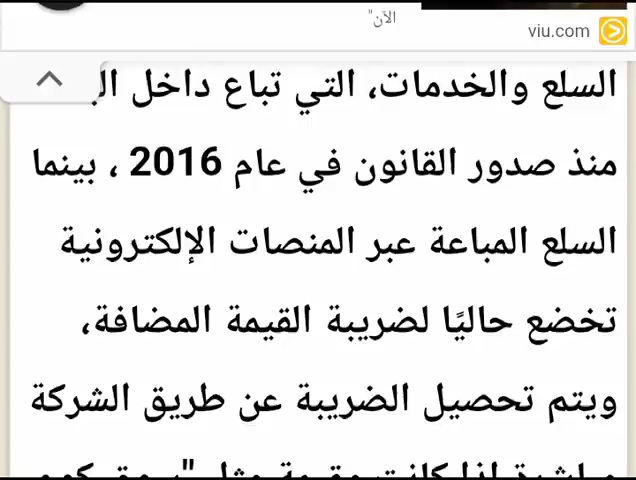 الآن"
viu.com
السلع والخدمات، التي تباع داخل
منذ صدور القانون في عام 2016 ، بينما
السلع المباعة عبر المنصات الإلكترونية
تخضع حاليًا لضريبة القيمة المضافة،
ويتم تحصيل الضريبة عن طريق الشركة